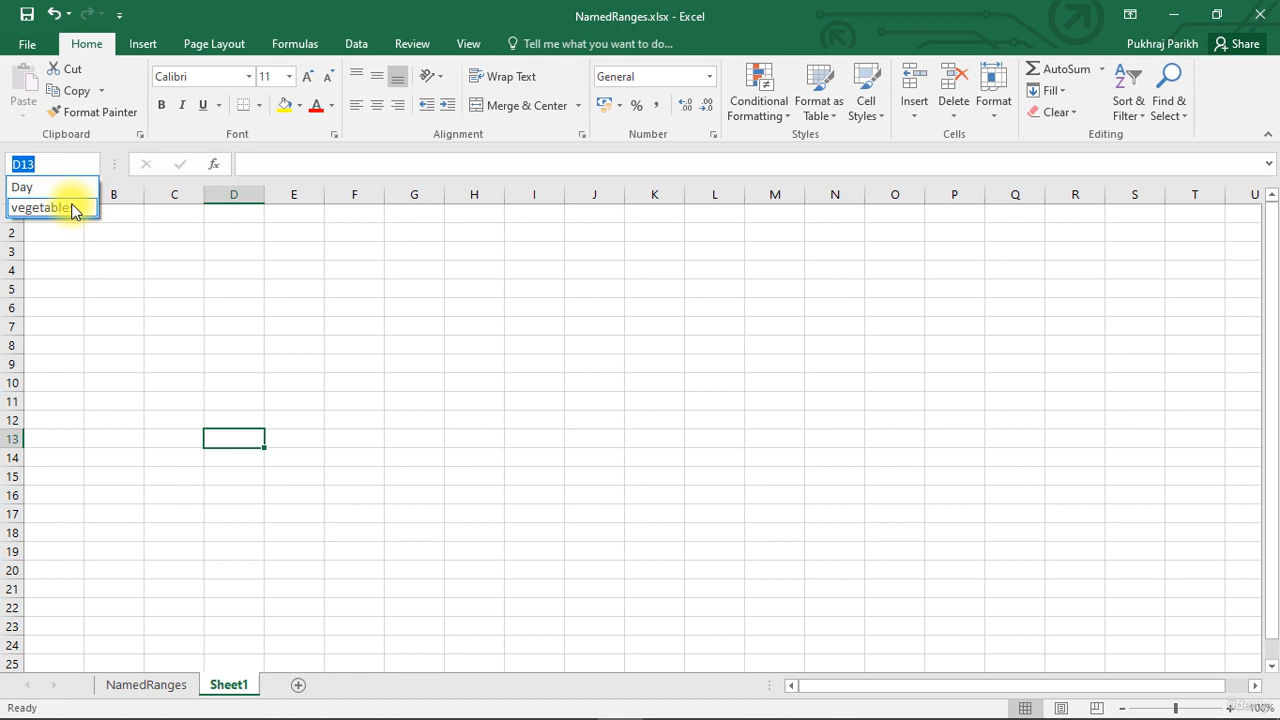 NamedRanges.xlsx - Excel
File Home Insert Page Layout Formulas Data Review View Tell me what you want to do... Pukhraj Parikh Share
Paste Cut Copy Format Painter Clipboard
Calibri 11 B I U A Font
Wrap Text Merge & Center Alignment
General % , Number
Conditional Formatting Format as Table Cell Styles Styles
Insert Delete Format Cells
AutoSum Fill Clear Sort & Filter Find & Select Editing
D13 fx
Day
vegetable
B C D E F G H I J K L M N O P Q R S T U
2
3
4
5
6
7
8
9
10
11
12
13
14
15
16
17
18
19
20
21
22
23
24
25
NamedRanges Sheet1
Ready 100%